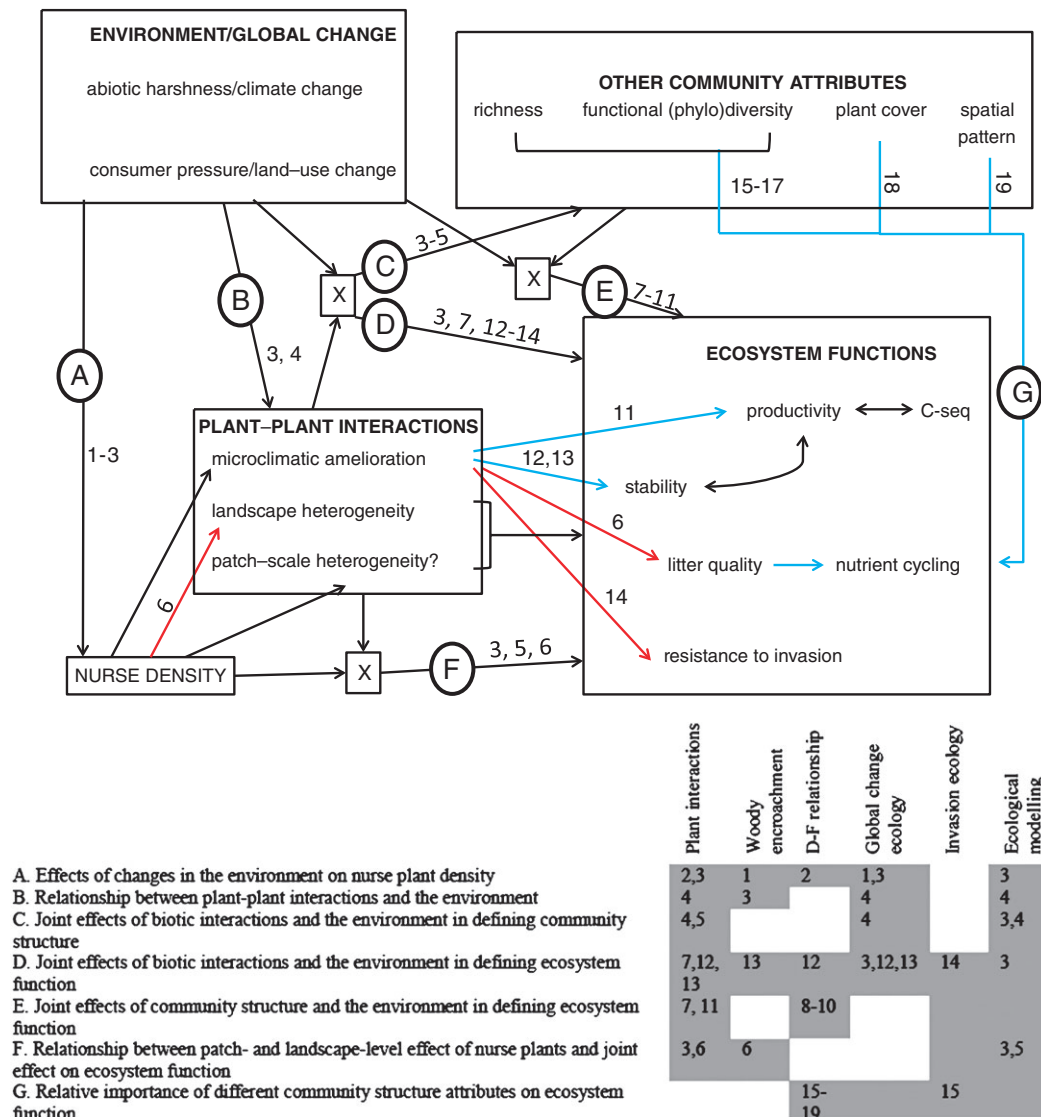 ENVIRONMENT/GLOBAL CHANGE
abiotic harshness/climate change
consumer pressure/land–use change
OTHER COMMUNITY ATTRIBUTES
richness functional (phylo)diversity plant cover spatial
pattern
15-17
18
19
A
B
C
3-5
X
X
D
3, 7, 12-14
E
7-11
3, 4
1-3
G
PLANT–PLANT INTERACTIONS
microclimatic amelioration
landscape heterogeneity
patch–scale heterogeneity?
ECOSYSTEM FUNCTIONS
productivity C-seq
stability
litter quality nutrient cycling
resistance to invasion
11
12,13
6
14
6
NURSE DENSITY
X
F
3, 5, 6
Plant interactions
Woody
encroachment
D-F relationship
Global change
ecology
Invasion ecology
Ecological
modelling
A. Effects of changes in the environment on nurse plant density 2,3 1 2 1,3 3
B. Relationship between plant-plant interactions and the environment 4 3 4 4
C. Joint effects of biotic interactions and the environment in defining community 4,5 4 3,4
structure
D. Joint effects of biotic interactions and the environment in defining ecosystem 7,12, 13 12 3,12,13 14 3
function 13
E. Joint effects of community structure and the environment in defining ecosystem 7, 11 8-10
function
F. Relationship between patch- and landscape-level effect of nurse plants and joint 3,6 6 3,5
effect on ecosystem function
G. Relative importance of different community structure attributes on ecosystem 15- 15
function 19